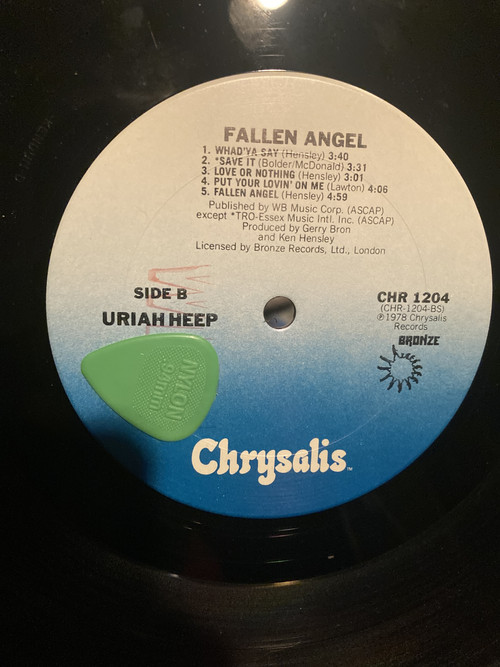 FALLEN ANGEL
1. WHAD'YA SAY (Hensley) 3:40
2. *SAVE IT (Bolder/McDonald) 3:31
3. LOVE OR NOTHING (Hensley) 3:01
4. PUT YOUR LOVIN' ON ME (Lawton) 4:06
5. FALLEN ANGEL (Hensley) 4:59
Published by WB Music Corp. (ASCAP)
except *TRO-Essex Music Intl. Inc. (ASCAP)
Produced by Gerry Bron
and Ken Hensley
Licensed by Bronze Records, Ltd., London
SIDE B
URIAH HEEP
CHR 1204
(CHR-1204-BS)
℗1978 Chrysalis
Records
BRONZE
NYLON
mm
Chrysalis™